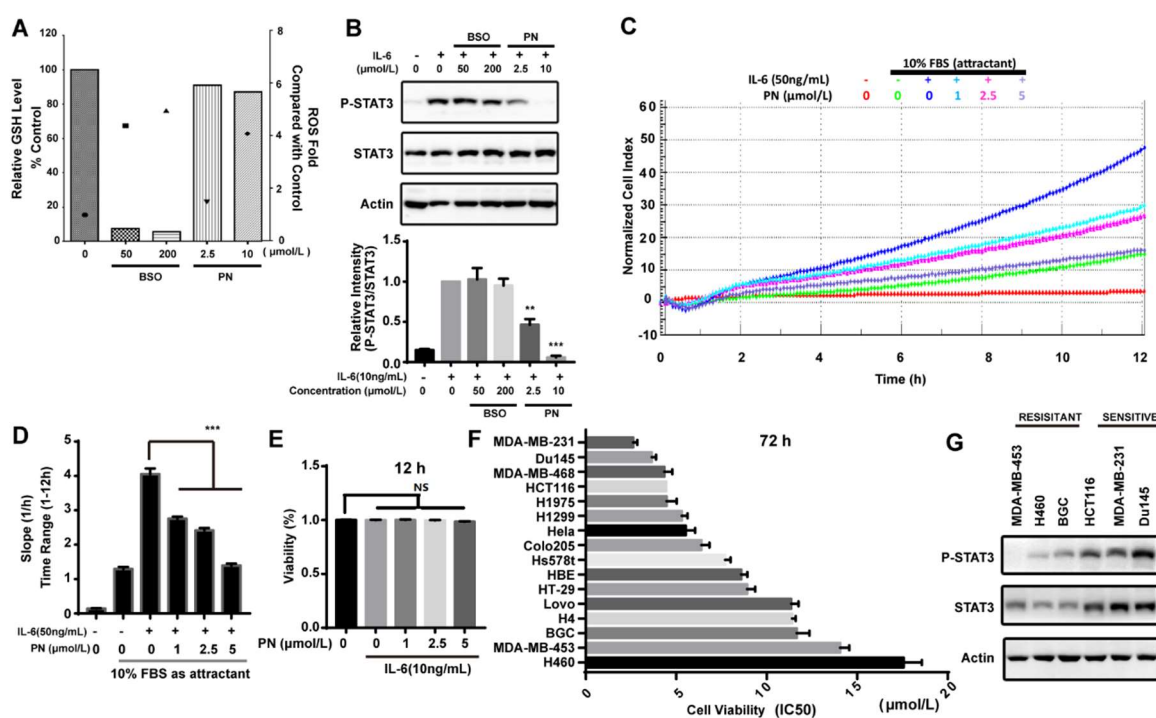 A
Relative GSH Level
% Control
120
100
80
60
40
20
0
8
6
4
2
0
ROS Fold
Compared with Control
0 50 200 2.5 10 (μmol/L)
BSO PN
B
BSO PN
IL-6 - + + + + +
(μmol/L) 0 0 50 200 2.5 10
P-STAT3
STAT3
Actin
Relative Intensity
(P-STAT3/STAT3)
1.5
1.0
0.5
0.0
**
***
IL-6(10ng/mL) - + + + + +
Concentration (μmol/L) 0 0 50 200 2.5 10
BSO PN
C
10% FBS (attractant)
IL-6 (50ng/mL) - - + + + +
PN (μmol/L) 0 0 0 1 2.5 5
Normalized Cell Index
60
50
40
30
20
10
0
-10
0 2 4 6 8 10 12
Time (h)
D
***
Slope (1/h)
Time Range (1-12h)
5
4
3
2
1
0
IL-6(50ng/mL) - - + + + +
PN (μmol/L) 0 0 0 1 2.5 5
10% FBS as attractant
E
12 h
NS
Viability (%)
1.5
1.0
0.5
0.0
PN (μmol/L) 0 0 1 2.5 5
IL-6(10ng/mL)
F
72 h
MDA-MB-231
Du145
MDA-MB-468
HCT116
H1975
H1299
Hela
Colo205
Hs578t
HBE
HT-29
Lovo
H4
BGC
MDA-MB-453
H460
0 5 10 15 20
Cell Viability (IC50) μmol/L)
G
RESISITANT SENSITIVE
MDA-MB-453
H460
BGC
HCT116
MDA-MB-231
Du145
P-STAT3
STAT3
Actin